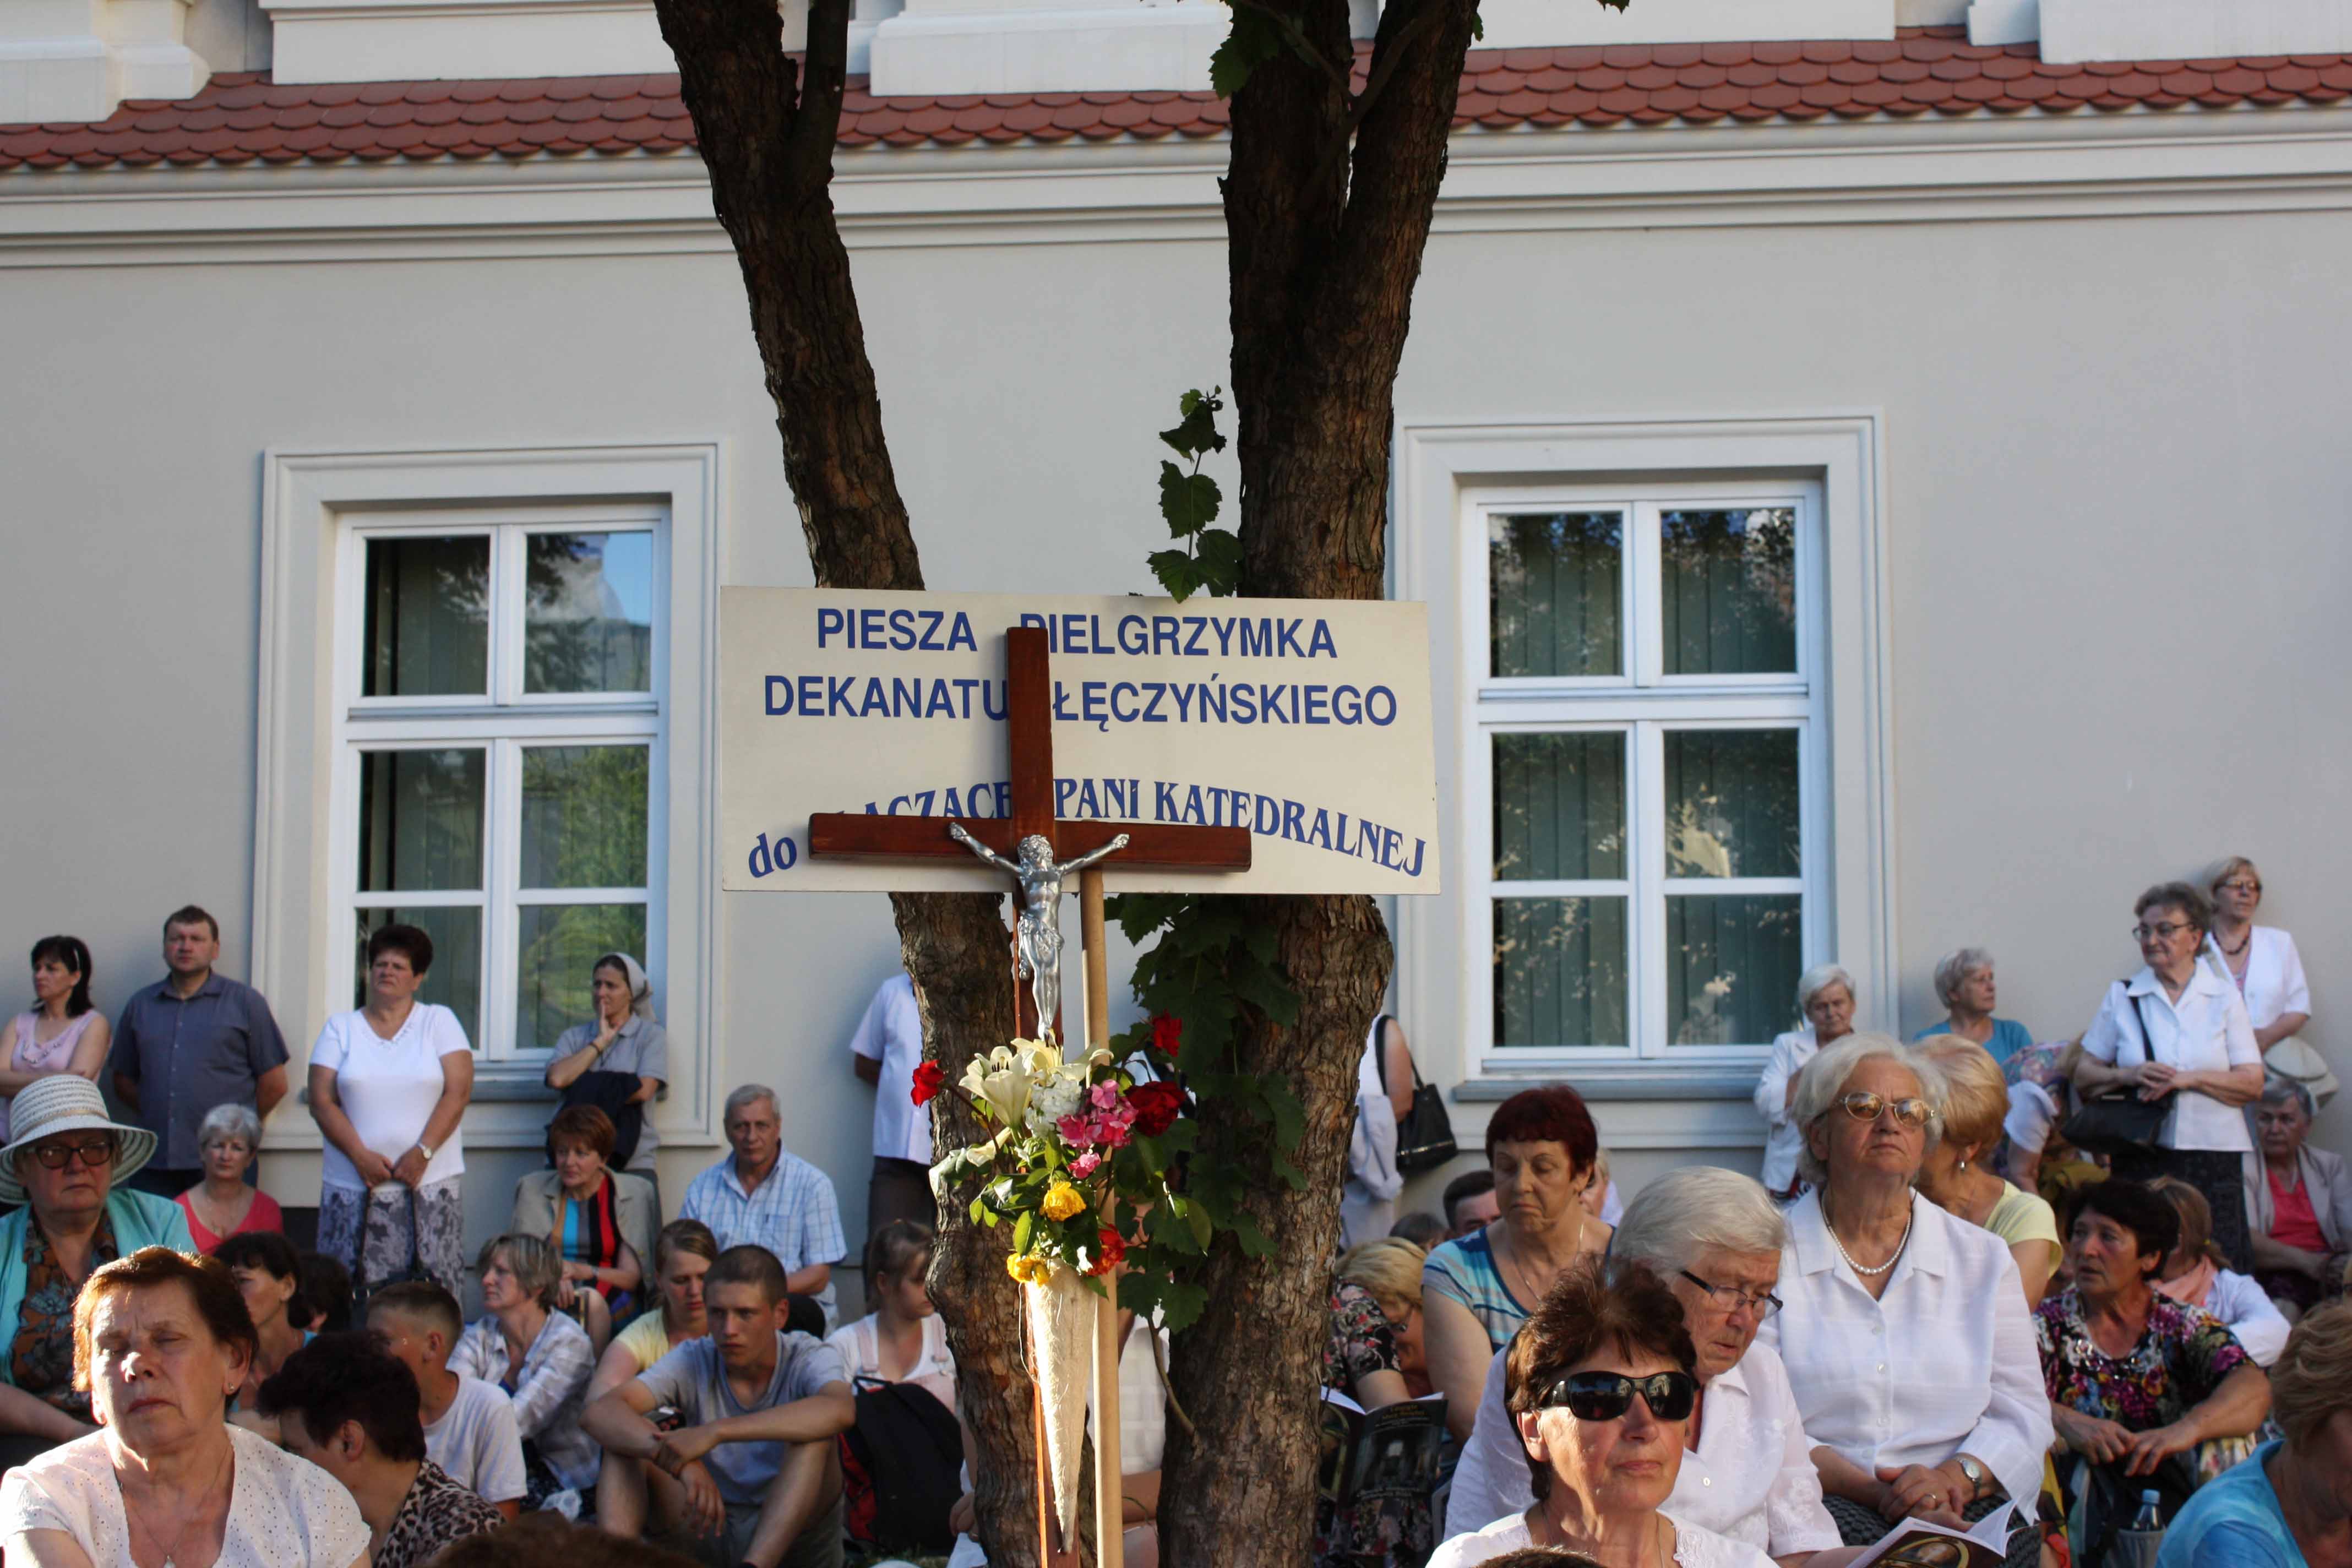 PIESZA PIELGRZYMKA
DEKANATU ŁĘCZYŃSKIEGO
do PANI KATEDRALNEJ